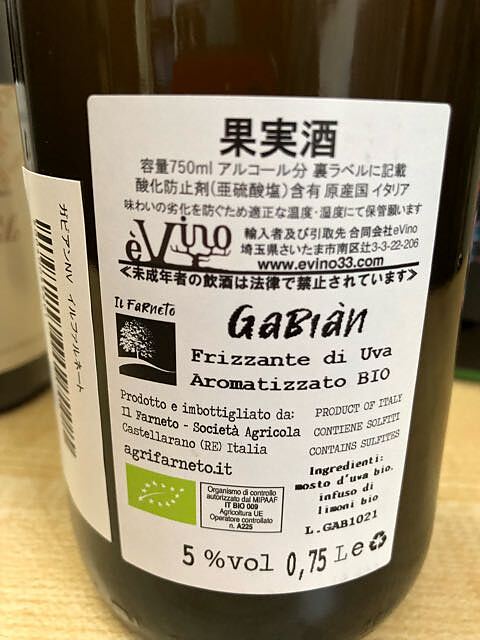 果実酒
容量750ml アルコール分 裏ラベルに記載
酸化防止剤(亜硫酸塩)含有 原産国 イタリア
味わいの劣化を防ぐため適正な温度・湿度にて保管願います
èVino
輸入者及び引取先 合同会社eVino
埼玉県さいたま市南区辻3-3-22-206
www.evino33.com
≪未成年者の飲酒は法律で禁止されています≫
ガビアンNV イル・ファルネート
IL FaRNeTo
GaBIàn
Frizzante di Uva
Aromatizzato BIO
Prodotto e imbottigliato da:
Il Farneto - Società Agricola
Castellarano (RE) Italia
agrifarneto.it
PRODUCT OF ITALY
CONTIENE SOLFITI
CONTAINS SULFITES
Organismo di controllo
autorizzato dal MIPAAF
IT BIO 009
Agricoltura UE
Operatore controllato
n. A225
Ingredienti:
mosto d'uva bio,
infuso di
limoni bio
L.GAB1021
5 %vol 0,75 L e